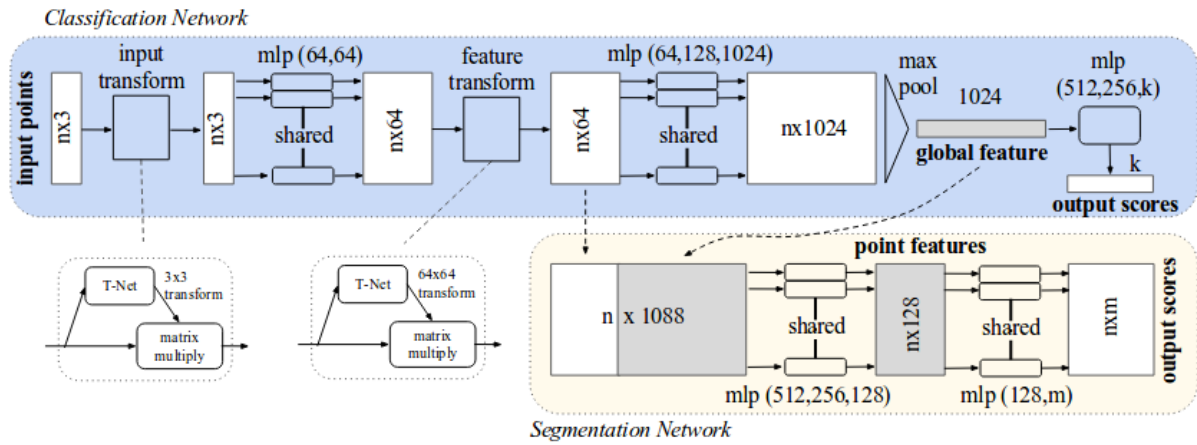 Classification Network
input points
nx3
input
transform
nx3
mlp (64,64)
shared
nx64
feature
transform
nx64
mlp (64,128,1024)
shared
nx1024
max
pool
1024
global feature
mlp
(512,256,k)
k
output scores
T-Net
3x3
transform
matrix
multiply
T-Net
64x64
transform
matrix
multiply
point features
n x 1088
shared
mlp (512,256,128)
nx128
shared
mlp (128,m)
nxm
output scores
Segmentation Network